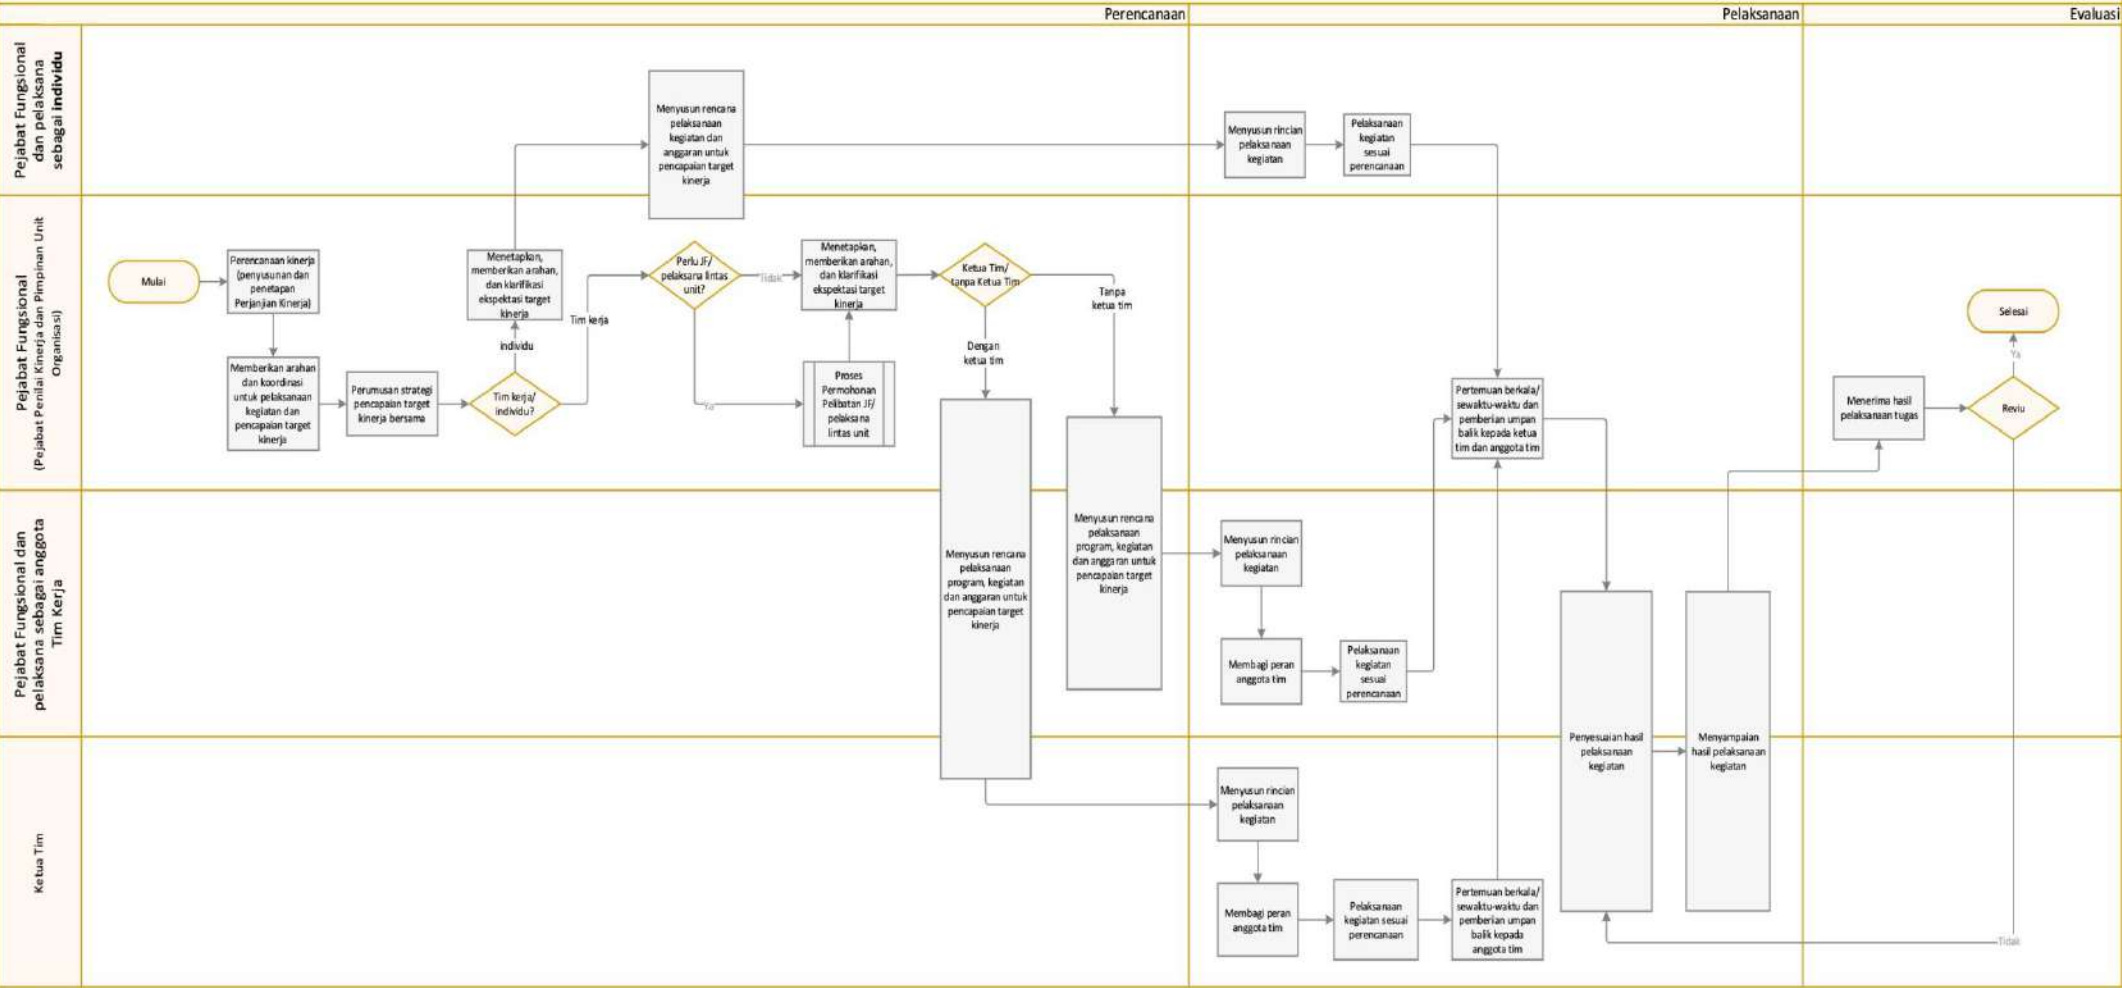 Perencanaan
Pelaksanaan
Evaluasi
Pejabat Fungsional
dan pelaksana
sebagai individu
Menyusun rencana
pelaksanaan
kegiatan dan
anggaran untuk
pencapaian target
kinerja
Menyusun rincian
pelaksanaan
kegiatan
Pelaksanaan
kegiatan
sesuai
perencanaan
Pejabat Fungsional
(Pejabat Penilai Kinerja dan Pimpinan Unit
Organisasi)
Mulai
Perencanaan kinerja
(penyusunan dan
penetapan
Perjanjian Kinerja)
Memberikan arahan
dan koordinasi
untuk pelaksanaan
kegiatan dan
pencapaian target
kinerja
Perumusan strategi
pencapaian target
kinerja bersama
Tim kerja/
individu?
individu
Menetapkan,
memberikan arahan,
dan klarifikasi
ekspektasi target
kinerja
Tim kerja
Perlu JF/
pelaksana lintas
unit?
Tidak
Ya
Proses
Permohonan
Pelibatan JF/
pelaksana
lintas unit
Menetapkan,
memberikan arahan,
dan klarifikasi
ekspektasi target
kinerja
Ketua Tim/
tanpa Ketua Tim
Dengan
ketua tim
Tanpa
ketua tim
Pertemuan berkala/
sewaktu-waktu dan
pemberian umpan
balik kepada ketua
tim dan anggota tim
Menerima hasil
pelaksanaan tugas
Reviu
Ya
Selesai
Pejabat Fungsional dan
pelaksana sebagai anggota
Tim Kerja
Menyusun rencana
pelaksanaan
program, kegiatan
dan anggaran untuk
pencapaian target
kinerja
Menyusun rencana
pelaksanaan
program, kegiatan
dan anggaran untuk
pencapaian target
kinerja
Menyusun rincian
pelaksanaan
kegiatan
Membagi peran
anggota tim
Pelaksanaan
kegiatan
sesuai
perencanaan
Penyesuaian hasil
pelaksanaan
kegiatan
Menyampaian
hasil pelaksanaan
kegiatan
Ketua Tim
Menyusun rincian
pelaksanaan
kegiatan
Membagi peran
anggota tim
Pelaksanaan
kegiatan sesuai
perencanaan
Pertemuan berkala/
sewaktu-waktu dan
pemberian umpan
balik kepada
anggota tim
Tidak